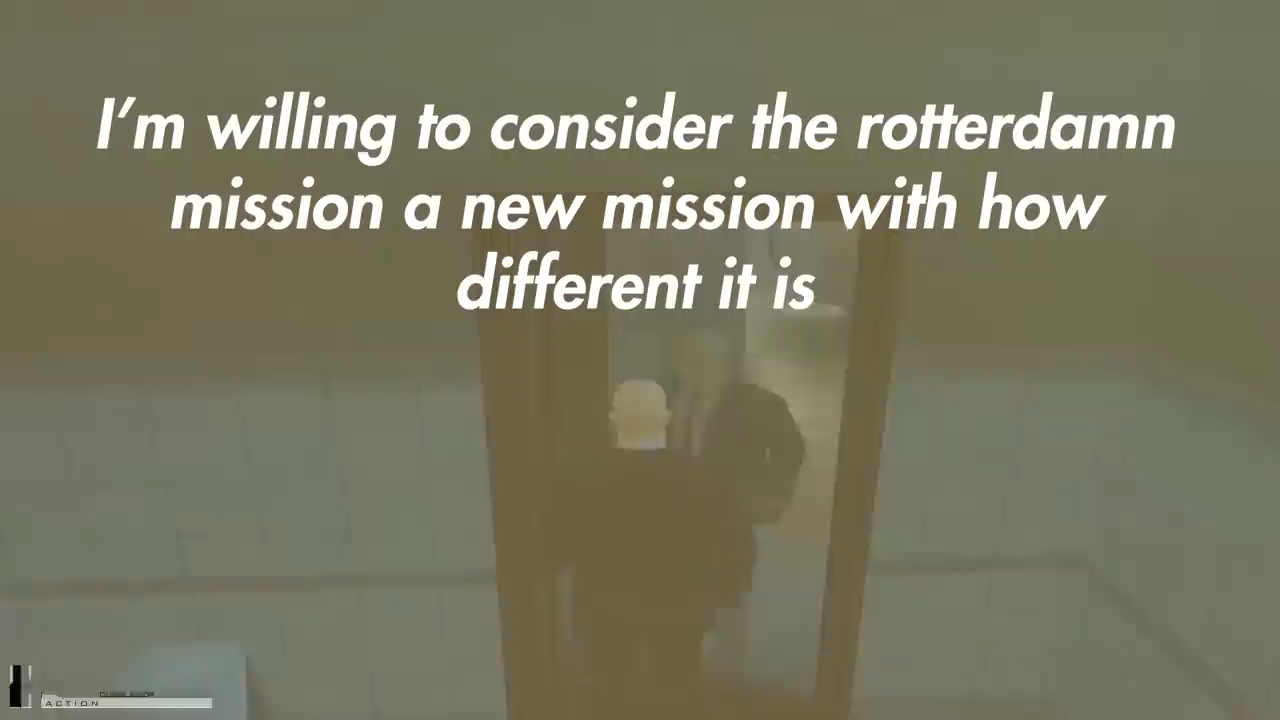 I'm willing to consider the rotterdamn
mission a new mission with how
different it is
ACTION